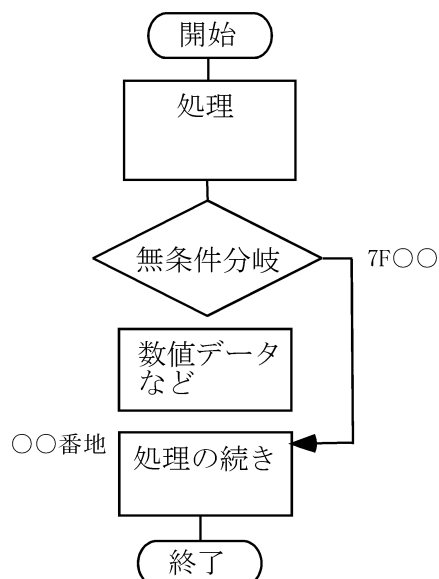 開始
処理
無条件分岐
7F○○
数値データ
など
○○番地
処理の続き
終了